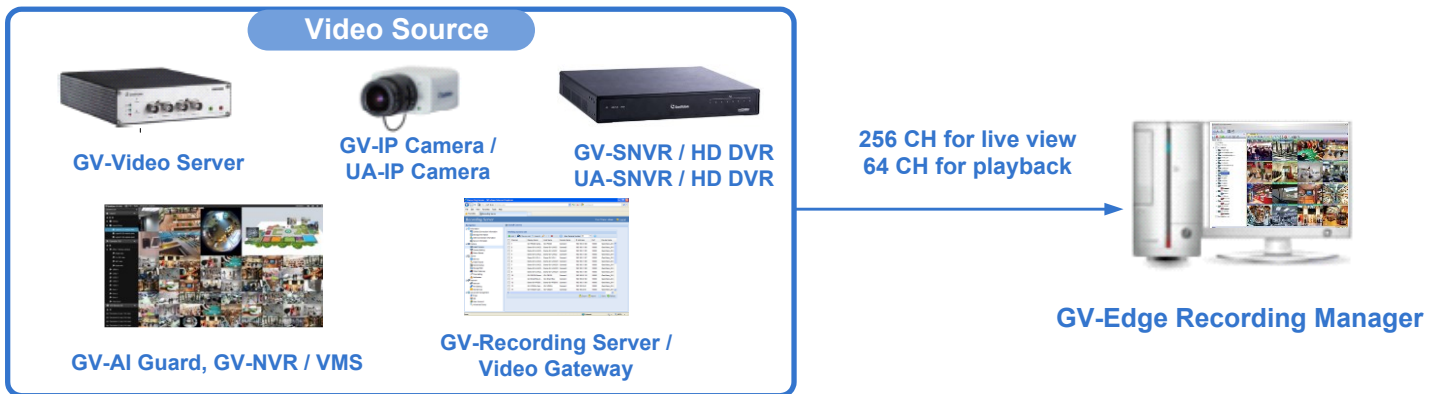 Video Source
GV-Video Server
GV-IP Camera /
UA-IP Camera
GV-SNVR / HD DVR
UA-SNVR / HD DVR
GV-AI Guard, GV-NVR / VMS
GV-Recording Server /
Video Gateway
256 CH for live view
64 CH for playback
GV-Edge Recording Manager